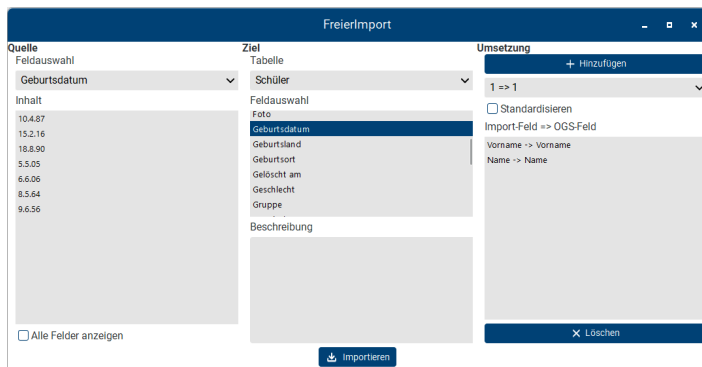 FreierImport
Quelle
Feldauswahl
Geburtsdatum
Inhalt
10.4.87
15.2.16
18.8.90
5.5.05
6.6.06
8.5.64
9.6.56
Alle Felder anzeigen
Ziel
Tabelle
Schüler
Feldauswahl
Foto
Geburtsdatum
Geburtsland
Geburtsort
Gelöscht am
Geschlecht
Gruppe
Beschreibung
Importieren
Umsetzung
Hinzufügen
1 => 1
Standardisieren
Import-Feld => OGS-Feld
Vorname -> Vorname
Name -> Name
Löschen